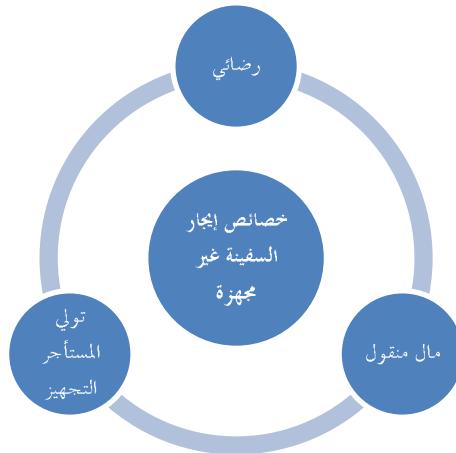 رضائي
خصائص إيجار
السفينة غير
مجهزة
مال منقول
تولي
المستأجر
التجهيز